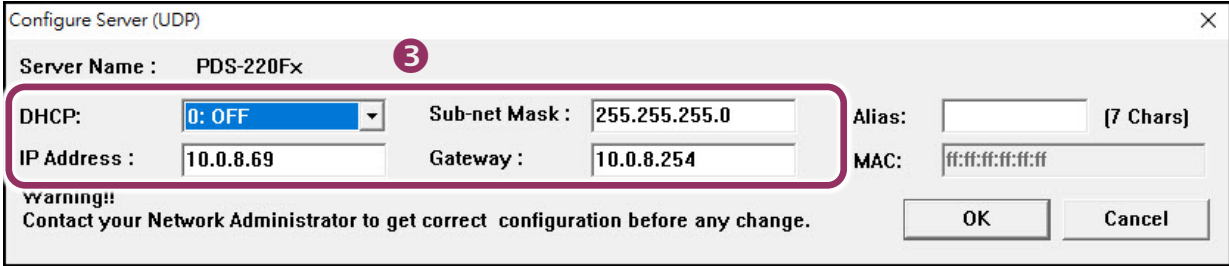 Configure Server (UDP)
Server Name : PDS-220Fx
3
DHCP: 0: OFF Sub-net Mask : 255.255.255.0 Alias: (7 Chars)
IP Address : 10.0.8.69 Gateway : 10.0.8.254 MAC: ff:ff:ff:ff:ff:ff
Warning!!
Contact your Network Administrator to get correct configuration before any change.
OK Cancel